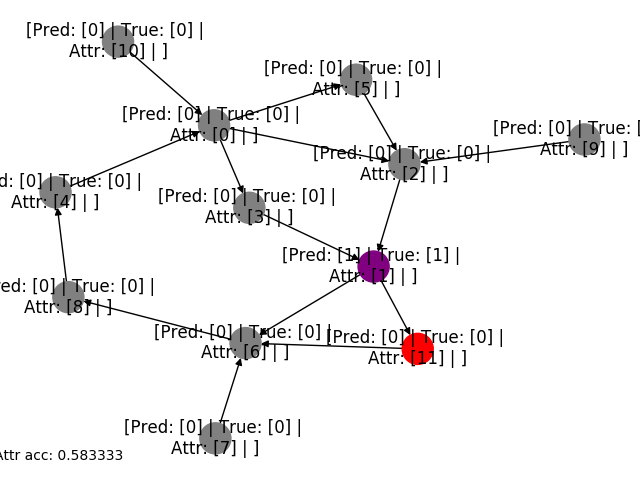 [Pred: [0] | True: [0] |
Attr: [10] | ]
[Pred: [0] | True: [0] |
Attr: [5] | ]
[Pred: [0] | True: [0] |
Attr: [0] | ]
[Pred: [0] | True: [0] |
Attr: [2] | ]
[Pred: [0] | True: [
Attr: [9] | ]
d: [0] | True: [0] |
Attr: [4] | ]
[Pred: [0] | True: [0] |
Attr: [3] | ]
[Pred: [1] | True: [1] |
Attr: [1] | ]
red: [0] | True: [0] |
Attr: [8] | ]
[Pred: [0] | True: [0] |
Attr: [6] | ]
[Pred: [0] | True: [0] |
Attr: [11] | ]
[Pred: [0] | True: [0] |
Attr: [7] | ]
Attr acc: 0.583333